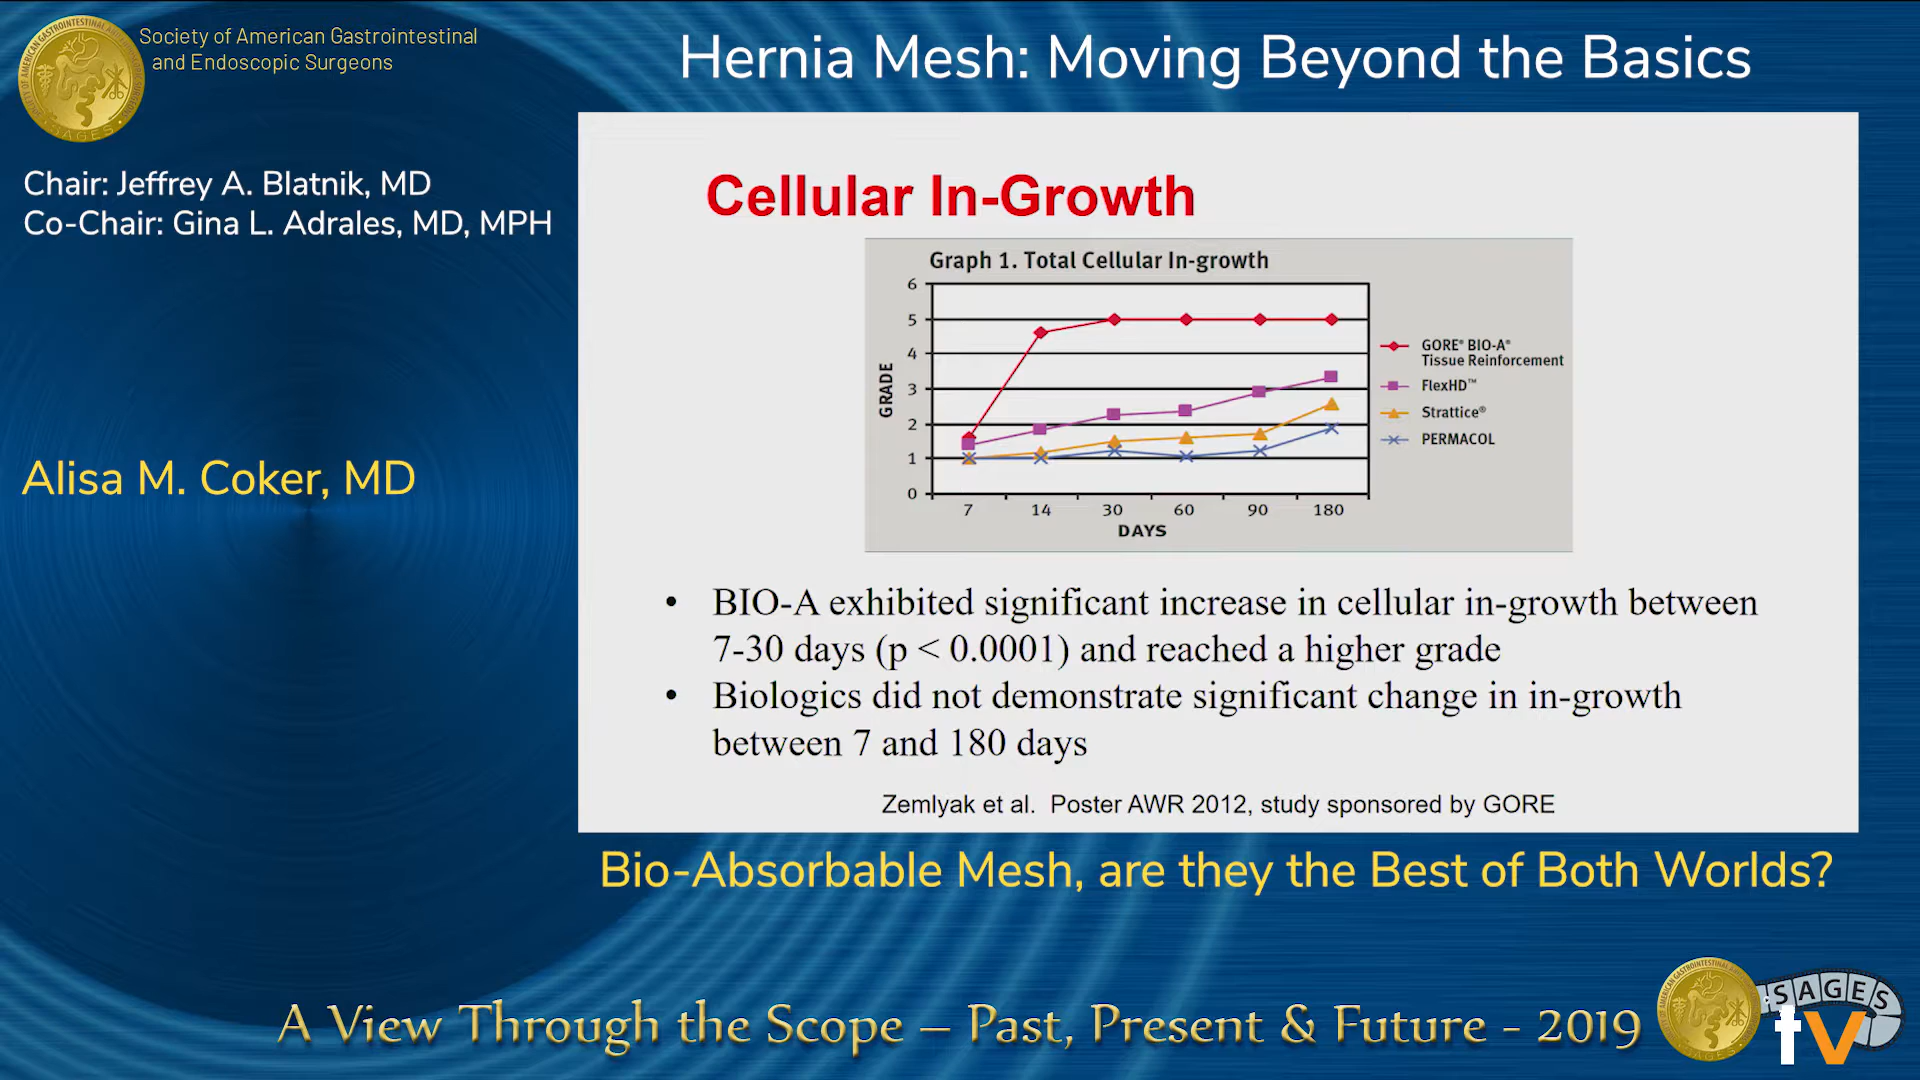 Society of American Gastrointestinal
and Endoscopic Surgeons
Hernia Mesh: Moving Beyond the Basics
Chair: Jeffrey A. Blatnik, MD
Co-Chair: Gina L. Adrales, MD, MPH
Alisa M. Coker, MD
Cellular In-Growth
Graph 1. Total Cellular In-growth
6
5
4
3
2
1
0
GRADE
7 14 30 60 90 180
DAYS
GORE® BIO-A®
Tissue Reinforcement
FlexHD™
Strattice®
PERMACOL
• BIO-A exhibited significant increase in cellular in-growth between
7-30 days (p < 0.0001) and reached a higher grade
• Biologics did not demonstrate significant change in in-growth
between 7 and 180 days
Zemlyak et al. Poster AWR 2012, study sponsored by GORE
Bio-Absorbable Mesh, are they the Best of Both Worlds?
A View Through the Scope – Past, Present & Future - 2019
SAGES
tv